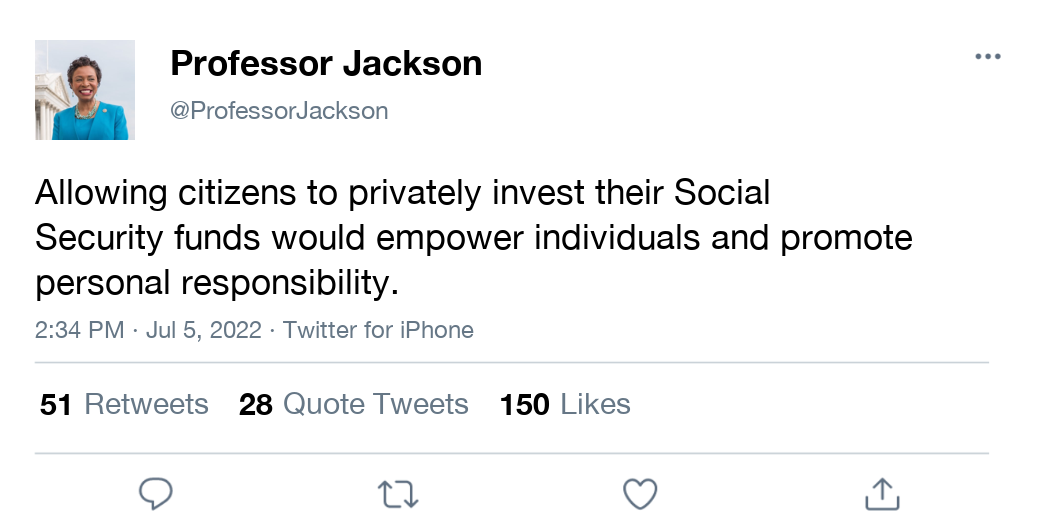 Professor Jackson
@ProfessorJackson
Allowing citizens to privately invest their Social
Security funds would empower individuals and promote
personal responsibility.
2:34 PM · Jul 5, 2022 · Twitter for iPhone
51 Retweets 28 Quote Tweets 150 Likes